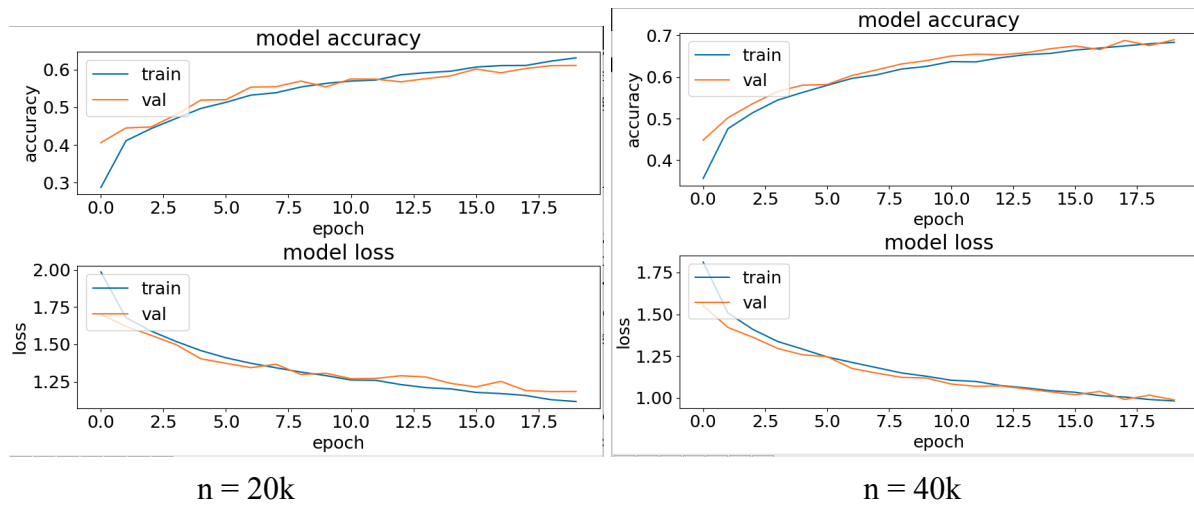 model accuracy
train
val
accuracy
0.6
0.5
0.4
0.3
0.0 2.5 5.0 7.5 10.0 12.5 15.0 17.5
epoch
model loss
train
val
loss
2.00
1.75
1.50
1.25
0.0 2.5 5.0 7.5 10.0 12.5 15.0 17.5
epoch
n = 20k
model accuracy
train
val
accuracy
0.7
0.6
0.5
0.4
0.0 2.5 5.0 7.5 10.0 12.5 15.0 17.5
epoch
model loss
train
val
loss
1.75
1.50
1.25
1.00
0.0 2.5 5.0 7.5 10.0 12.5 15.0 17.5
epoch
n = 40k